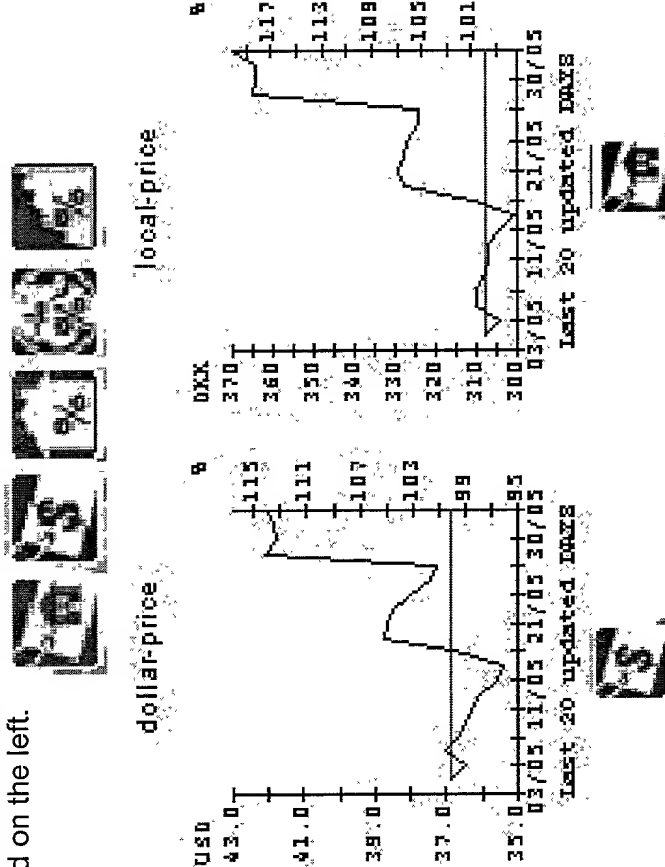 d on the left.
dollar-price
USD
43.0
41.0
39.0
37.0
35.0
%
115
111
107
103
99
95
03/05 11/05 21/05 30/05
Last 20 updated DAYS
S
local-price
DKK
370
360
350
340
330
320
310
300
%
117
113
109
105
101
03/05 11/05 21/05 30/05
Last 20 updated DAYS
%
%
%